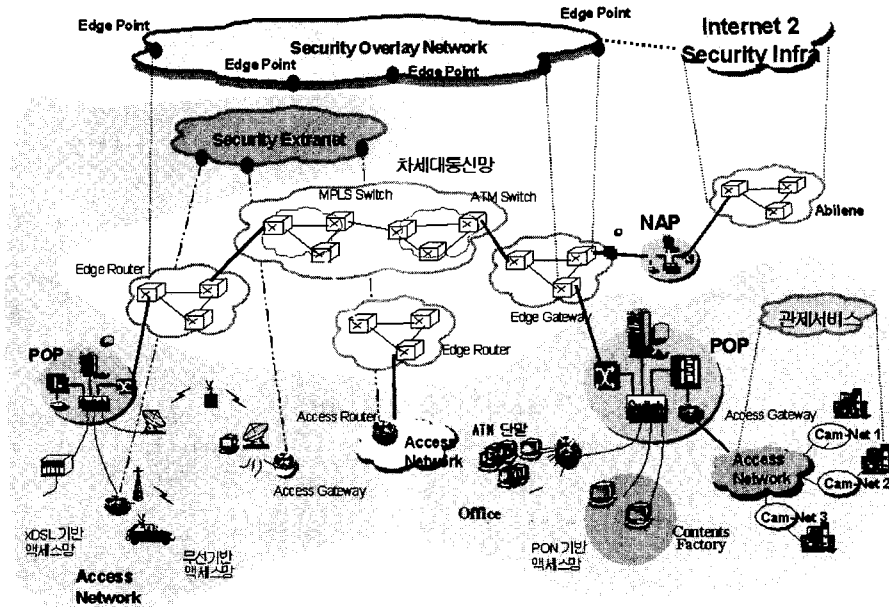 Edge Point
Edge Point
Internet 2
Security Infra
Security Overlay Network
Edge Point
Edge Point
Security Extranet
차세대통신망
MPLS Switch
ATM Switch
NAP
Abilene
Edge Router
Edge Gateway
관제서비스
POP
Edge Router
POP
Access Router
Access Gateway
ATM 단말
Access
Network
Cam-Net 1
Access
Network
Access Gateway
Cam-Net 2
Office
Cam-Net 3
xDSL 기반
액세스망
무선기반
액세스망
PON 기반
액세스망
Contents
Factory
Access
Network